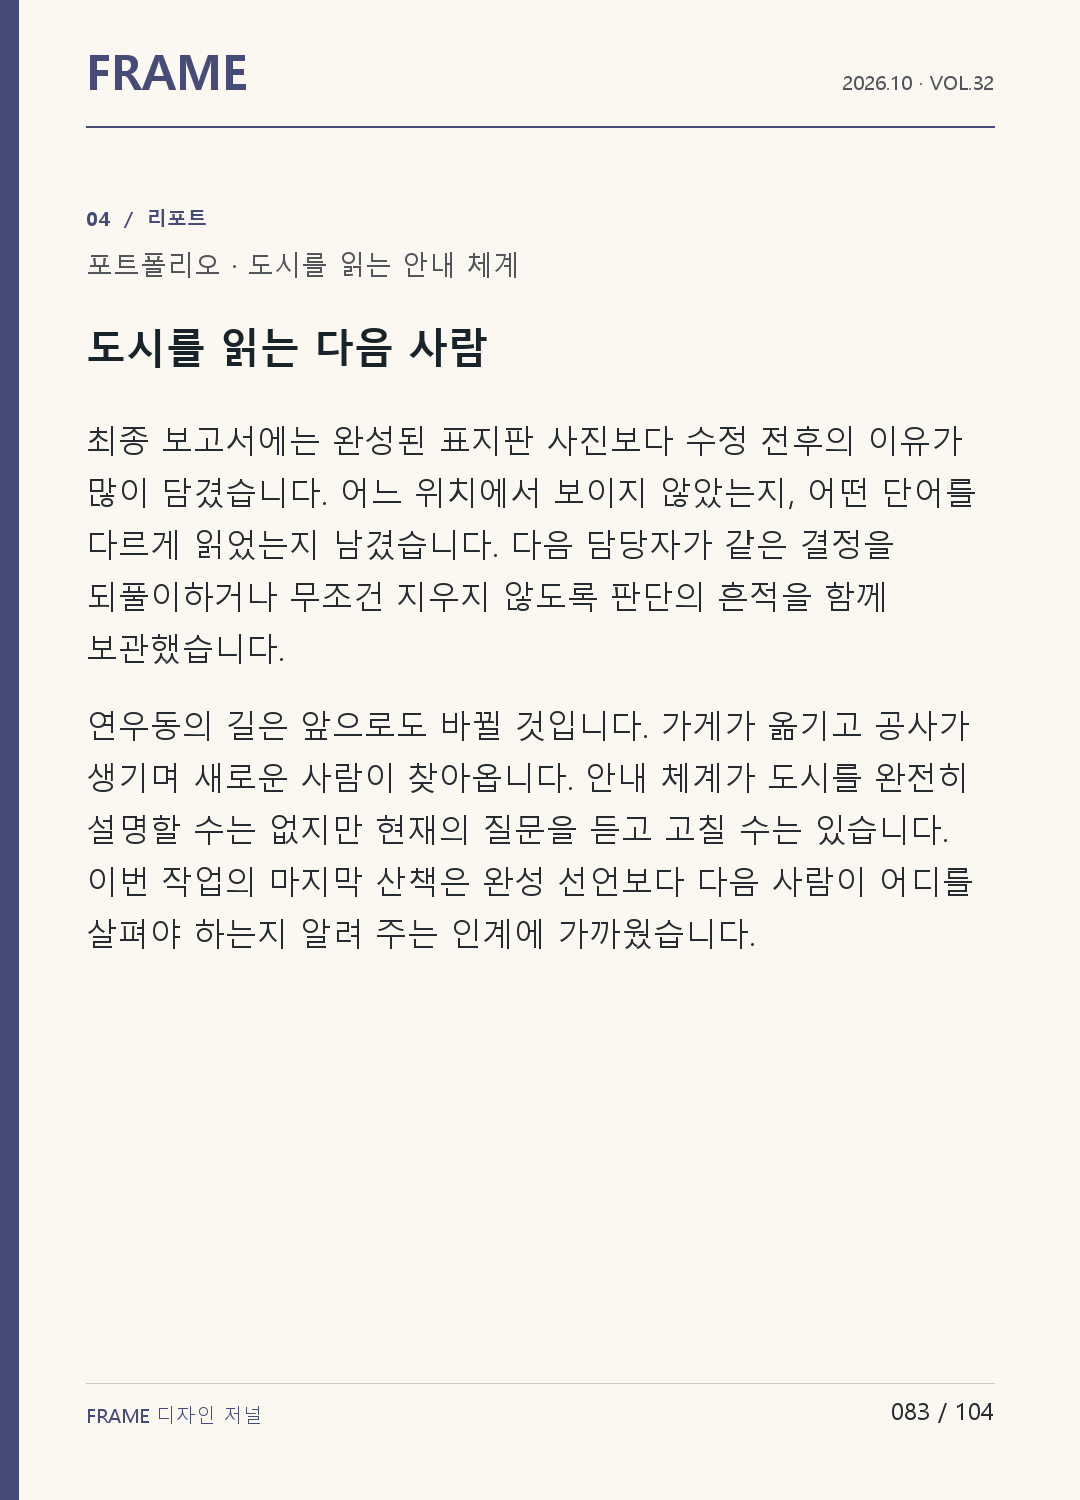 FRAME
2026.10 · VOL.32
04 / 리포트
포트폴리오 · 도시를 읽는 안내 체계
도시를 읽는 다음 사람
최종 보고서에는 완성된 표지판 사진보다 수정 전후의 이유가
많이 담겼습니다. 어느 위치에서 보이지 않았는지, 어떤 단어를
다르게 읽었는지 남겼습니다. 다음 담당자가 같은 결정을
되풀이하거나 무조건 지우지 않도록 판단의 흔적을 함께
보관했습니다.
연우동의 길은 앞으로도 바뀔 것입니다. 가게가 옮기고 공사가
생기며 새로운 사람이 찾아옵니다. 안내 체계가 도시를 완전히
설명할 수는 없지만 현재의 질문을 듣고 고칠 수는 있습니다.
이번 작업의 마지막 산책은 완성 선언보다 다음 사람이 어디를
살펴야 하는지 알려 주는 인계에 가까웠습니다.
FRAME 디자인 저널
083 / 104